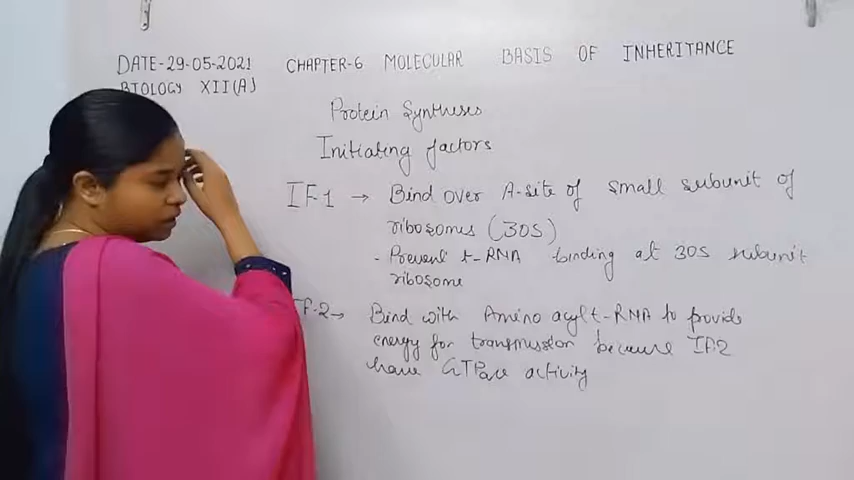 DATE-29-05-2021 CHAPTER-6 MOLECULAR BASIS OF INHERITANCE
BIOLOGY XII(A)
Protein Syntheses
Initiating factors
IF-1 → Bind over A-site of small subunit of
ribosomes (30S)
- Prevent t-RNA binding at 30S subunit
ribosome
IF-2 → Bind with Amino acyl t-RNA to provide
energy for transmission because IF2
have GTPase activity